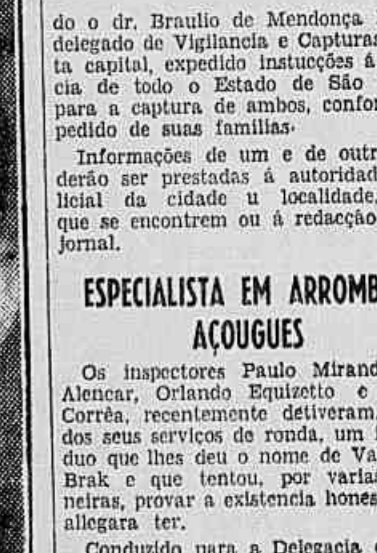 do o dr. Braulio de Mendonça
delegado de Vigilancia e Capturas
ta capital, expedido instucções á
cia de todo o Estado de São
para a captura de ambos, confor
pedido de suas familias.
Informações de um e de outr
derão ser prestadas á autoridad
licial da cidade u localidade,
que se encontrem ou á redacção
jornal.
ESPECIALISTA EM ARROMB
AÇOUGUES
Os inspectores Paulo Mirand
Alencar, Orlando Equizetto e
Corrêa, recentemente detiveram,
dos seus serviços de ronda, um
duo que lhes deu o nome de Va
Brak e que tentou, por varias
neiras, provar a existencia hones
allegara ter.
Conduzido para a Delegacia